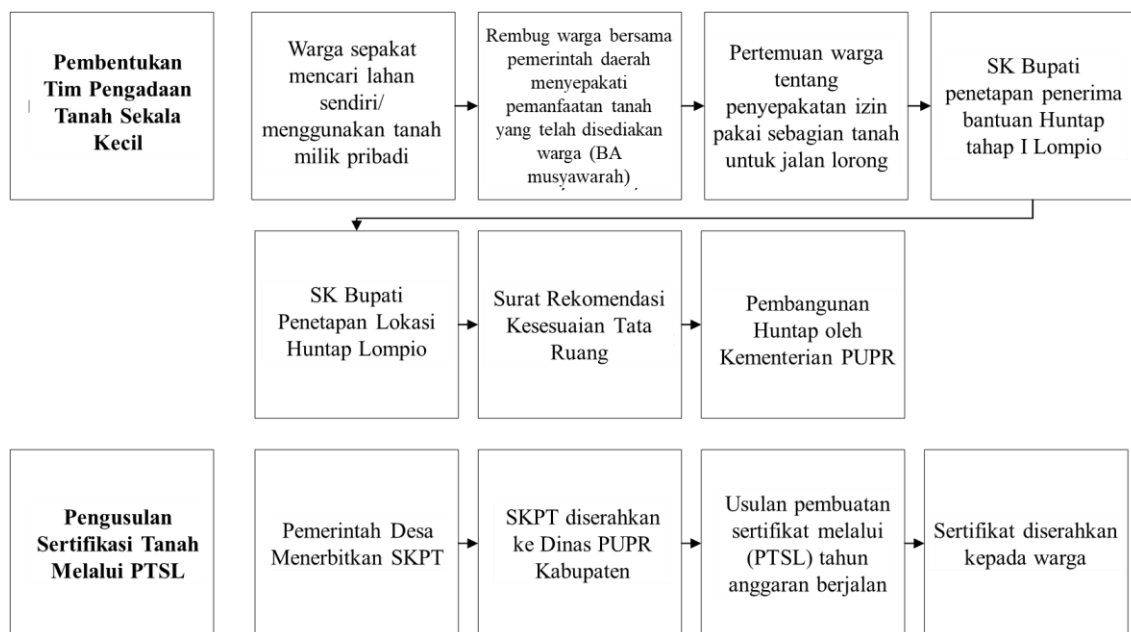 Pembentukan
Tim Pengadaan
Tanah Sekala
Kecil
Warga sepakat
mencari lahan
sendiri/
menggunakan tanah
milik pribadi
Rembug warga bersama
pemerintah daerah
menyepakati
pemanfaatan tanah
yang telah disediakan
warga (BA
musyawarah)
Pertemuan warga
tentang
penyepakatan izin
pakai sebagian tanah
untuk jalan lorong
SK Bupati
penetapan penerima
bantuan Huntap
tahap I Lompio
SK Bupati
Penetapan Lokasi
Huntap Lompio
Surat Rekomendasi
Kesesuaian Tata
Ruang
Pembangunan
Huntap oleh
Kementerian PUPR
Pengusulan
Sertifikasi Tanah
Melalui PTSL
Pemerintah Desa
Menerbitkan SKPT
SKPT diserahkan
ke Dinas PUPR
Kabupaten
Usulan pembuatan
sertifikat melalui
(PTSL) tahun
anggaran berjalan
Sertifikat diserahkan
kepada warga